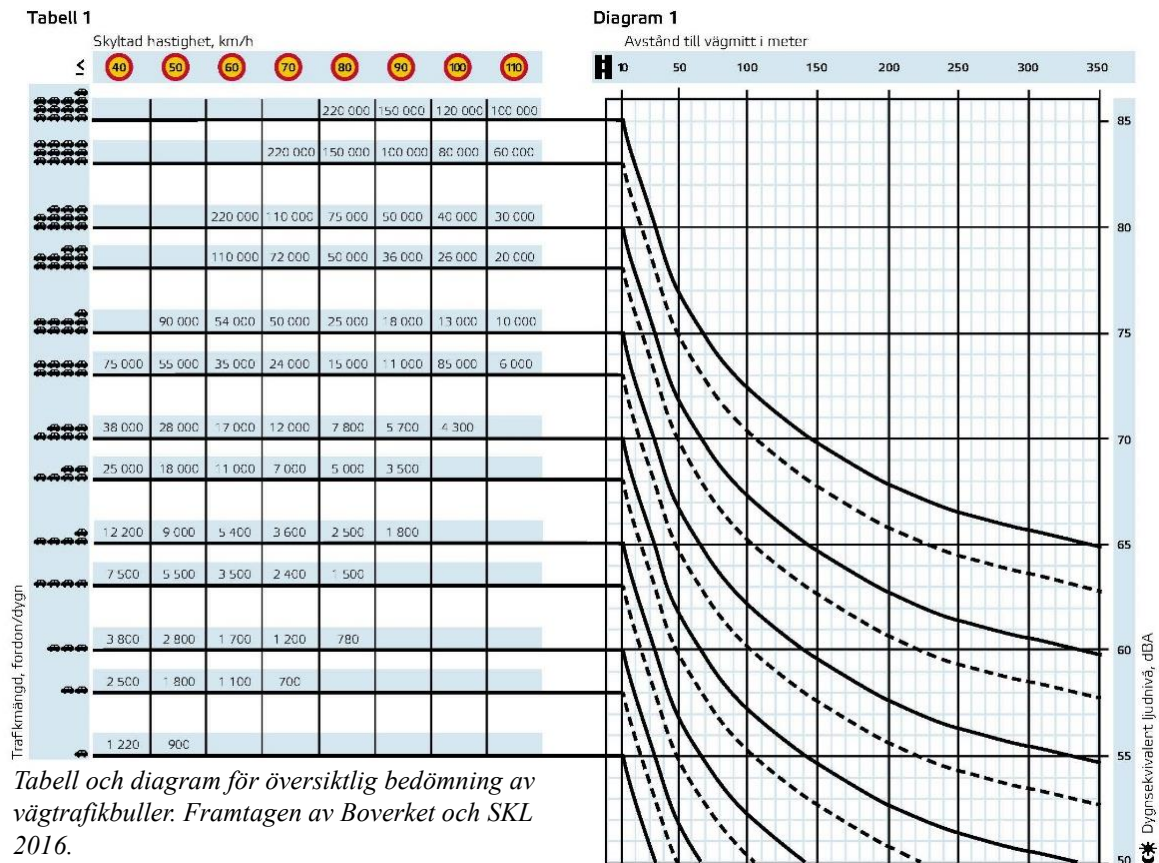 Tabell 1
Skyltad hastighet, km/h
≤ 40 50 60 70 80 90 100 110
220 000 150 000 120 000 100 000
220 000 150 000 100 000 80 000 60 000
220 000 110 000 75 000 50 000 40 000 30 000
110 000 72 000 50 000 36 000 26 000 20 000
90 000 54 000 50 000 25 000 18 000 13 000 10 000
75 000 55 000 35 000 24 000 15 000 11 000 85 000 6 000
38 000 28 000 17 000 12 000 7 800 5 700 4 300
25 000 18 000 11 000 7 000 5 000 3 500
12 200 9 000 5 400 3 600 2 500 1 800
7 500 5 500 3 500 2 400 1 500
3 800 2 800 1 700 1 200 780
2 500 1 800 1 100 700
1 220 900
Trafikmängd, fordon/dygn
Tabell och diagram för översiktlig bedömning av
vägtrafikbuller. Framtagen av Boverket och SKL
2016.
Diagram 1
Avstånd till vägmitt i meter
10 50 100 150 200 250 300 350
85
80
75
70
65
60
55
50
Dygnsekvivalent ljudnivå, dBA